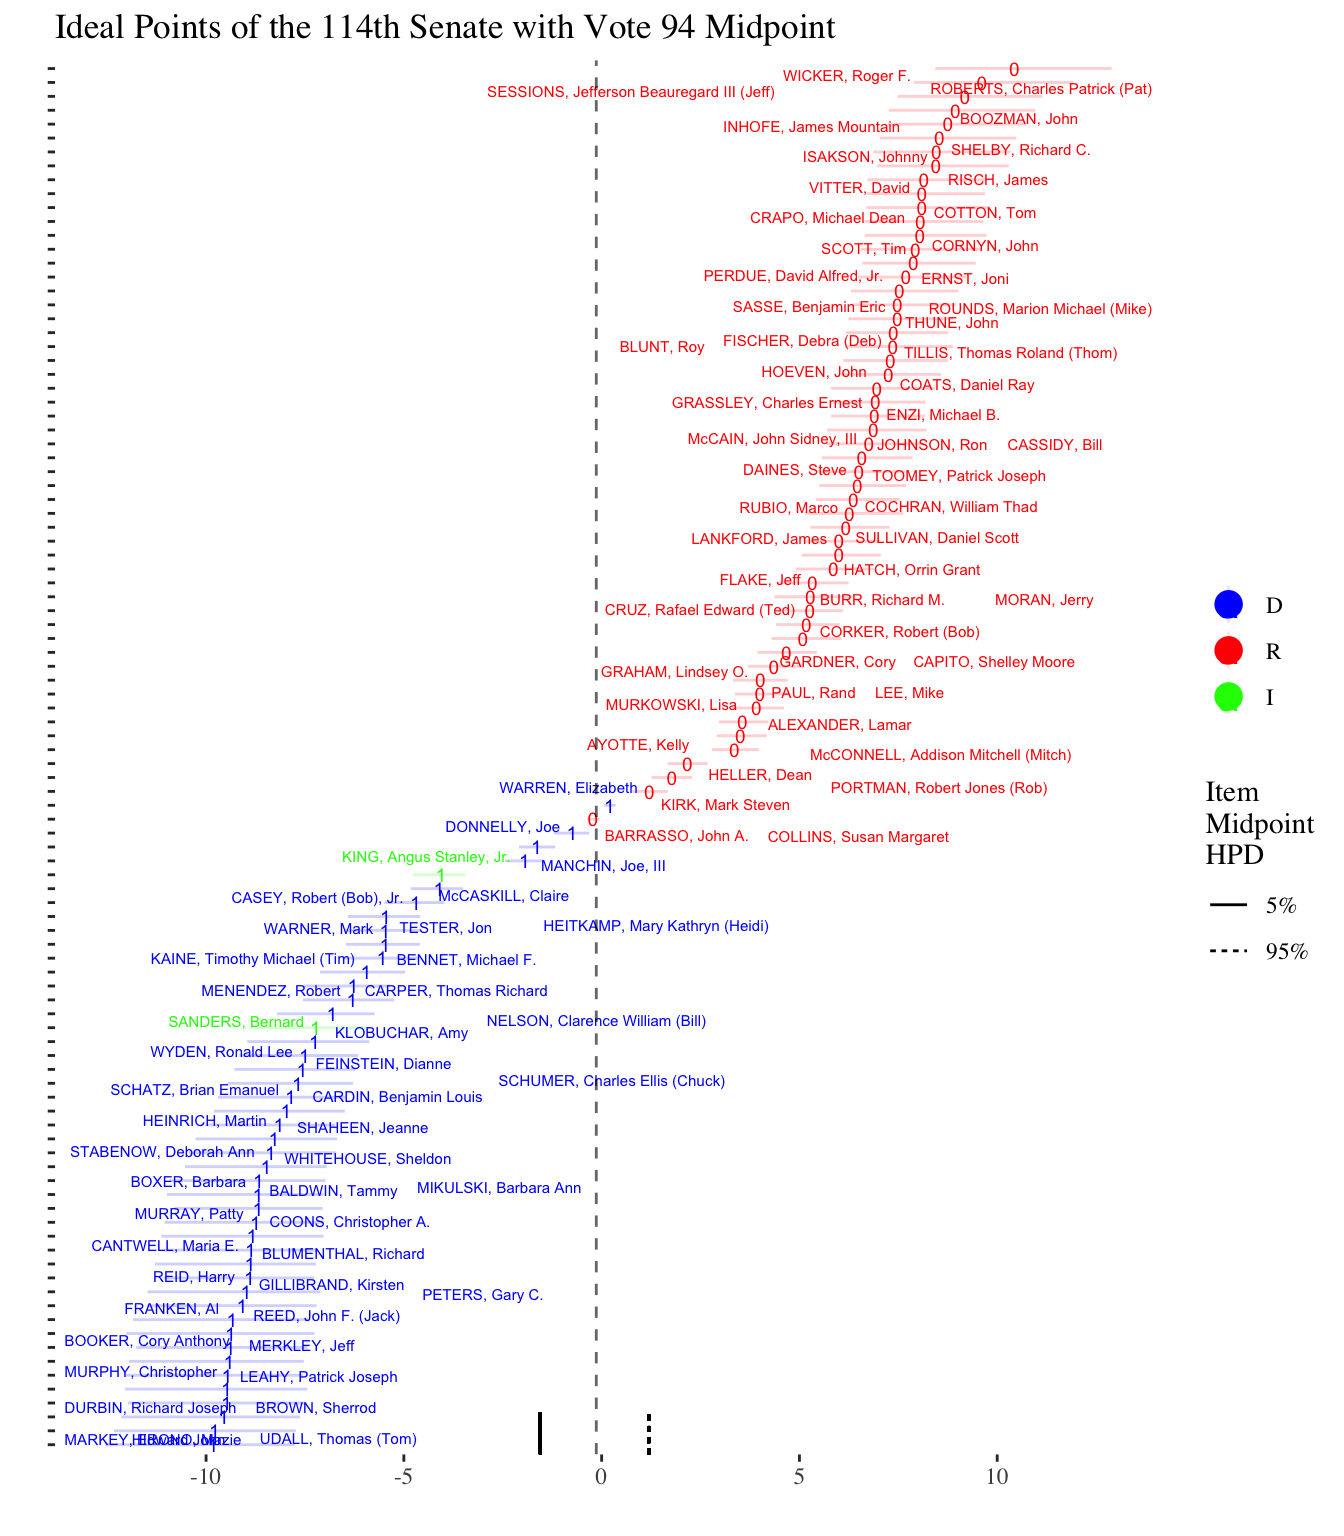 Ideal Points of the 114th Senate with Vote 94 Midpoint
WICKER, Roger F.
ROBERTS, Charles Patrick (Pat)
SESSIONS, Jefferson Beauregard III (Jeff)
BOOZMAN, John
INHOFE, James Mountain
SHELBY, Richard C.
ISAKSON, Johnny
RISCH, James
VITTER, David
COTTON, Tom
CRAPO, Michael Dean
CORNYN, John
SCOTT, Tim
PERDUE, David Alfred, Jr.
ERNST, Joni
SASSE, Benjamin Eric
ROUNDS, Marion Michael (Mike)
THUNE, John
FISCHER, Debra (Deb)
BLUNT, Roy
TILLIS, Thomas Roland (Thom)
HOEVEN, John
COATS, Daniel Ray
GRASSLEY, Charles Ernest
ENZI, Michael B.
McCAIN, John Sidney, III
JOHNSON, Ron
CASSIDY, Bill
DAINES, Steve
TOOMEY, Patrick Joseph
RUBIO, Marco
COCHRAN, William Thad
LANKFORD, James
SULLIVAN, Daniel Scott
HATCH, Orrin Grant
FLAKE, Jeff
BURR, Richard M.
MORAN, Jerry
CRUZ, Rafael Edward (Ted)
CORKER, Robert (Bob)
GARDNER, Cory
CAPITO, Shelley Moore
GRAHAM, Lindsey O.
PAUL, Rand
LEE, Mike
MURKOWSKI, Lisa
ALEXANDER, Lamar
AYOTTE, Kelly
McCONNELL, Addison Mitchell (Mitch)
HELLER, Dean
WARREN, Elizabeth
PORTMAN, Robert Jones (Rob)
KIRK, Mark Steven
DONNELLY, Joe
BARRASSO, John A.
COLLINS, Susan Margaret
KING, Angus Stanley, Jr.
MANCHIN, Joe, III
CASEY, Robert (Bob), Jr.
McCASKILL, Claire
WARNER, Mark
TESTER, Jon
HEITKAMP, Mary Kathryn (Heidi)
KAINE, Timothy Michael (Tim)
BENNET, Michael F.
MENENDEZ, Robert
CARPER, Thomas Richard
SANDERS, Bernard
NELSON, Clarence William (Bill)
KLOBUCHAR, Amy
WYDEN, Ronald Lee
FEINSTEIN, Dianne
SCHUMER, Charles Ellis (Chuck)
SCHATZ, Brian Emanuel
CARDIN, Benjamin Louis
HEINRICH, Martin
SHAHEEN, Jeanne
STABENOW, Deborah Ann
WHITEHOUSE, Sheldon
BOXER, Barbara
BALDWIN, Tammy
MIKULSKI, Barbara Ann
MURRAY, Patty
COONS, Christopher A.
CANTWELL, Maria E.
BLUMENTHAL, Richard
REID, Harry
GILLIBRAND, Kirsten
PETERS, Gary C.
FRANKEN, Al
REED, John F. (Jack)
BOOKER, Cory Anthony
MERKLEY, Jeff
MURPHY, Christopher
LEAHY, Patrick Joseph
DURBIN, Richard Joseph
BROWN, Sherrod
MARKEY, Edward John
HIRONO, Mazie
UDALL, Thomas (Tom)
-10
-5
0
5
10
D
R
I
Item
Midpoint
HPD
5%
95%